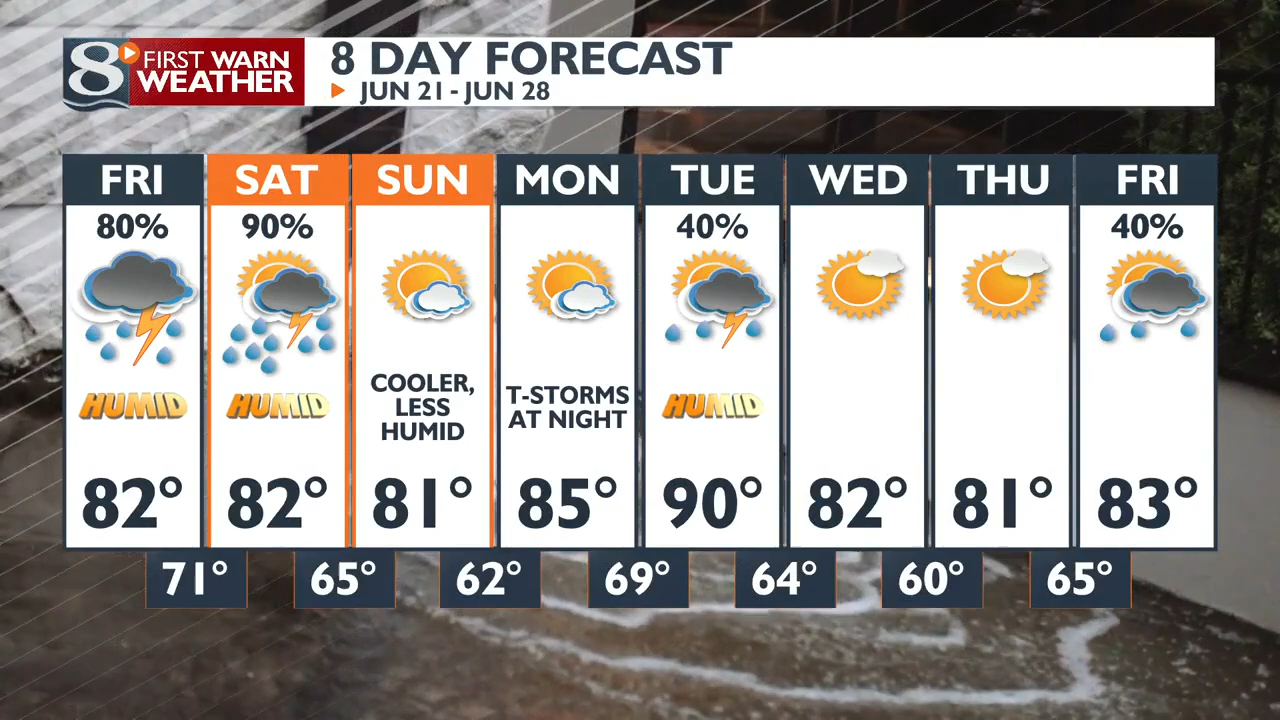 8 FIRST WARN
WEATHER
8 DAY FORECAST
JUN 21 - JUN 28
FRI SAT SUN MON TUE WED THU FRI
80% 90% 40% 40%
HUMID HUMID COOLER, LESS HUMID T-STORMS AT NIGHT HUMID
82° 82° 81° 85° 90° 82° 81° 83°
71° 65° 62° 69° 64° 60° 65°